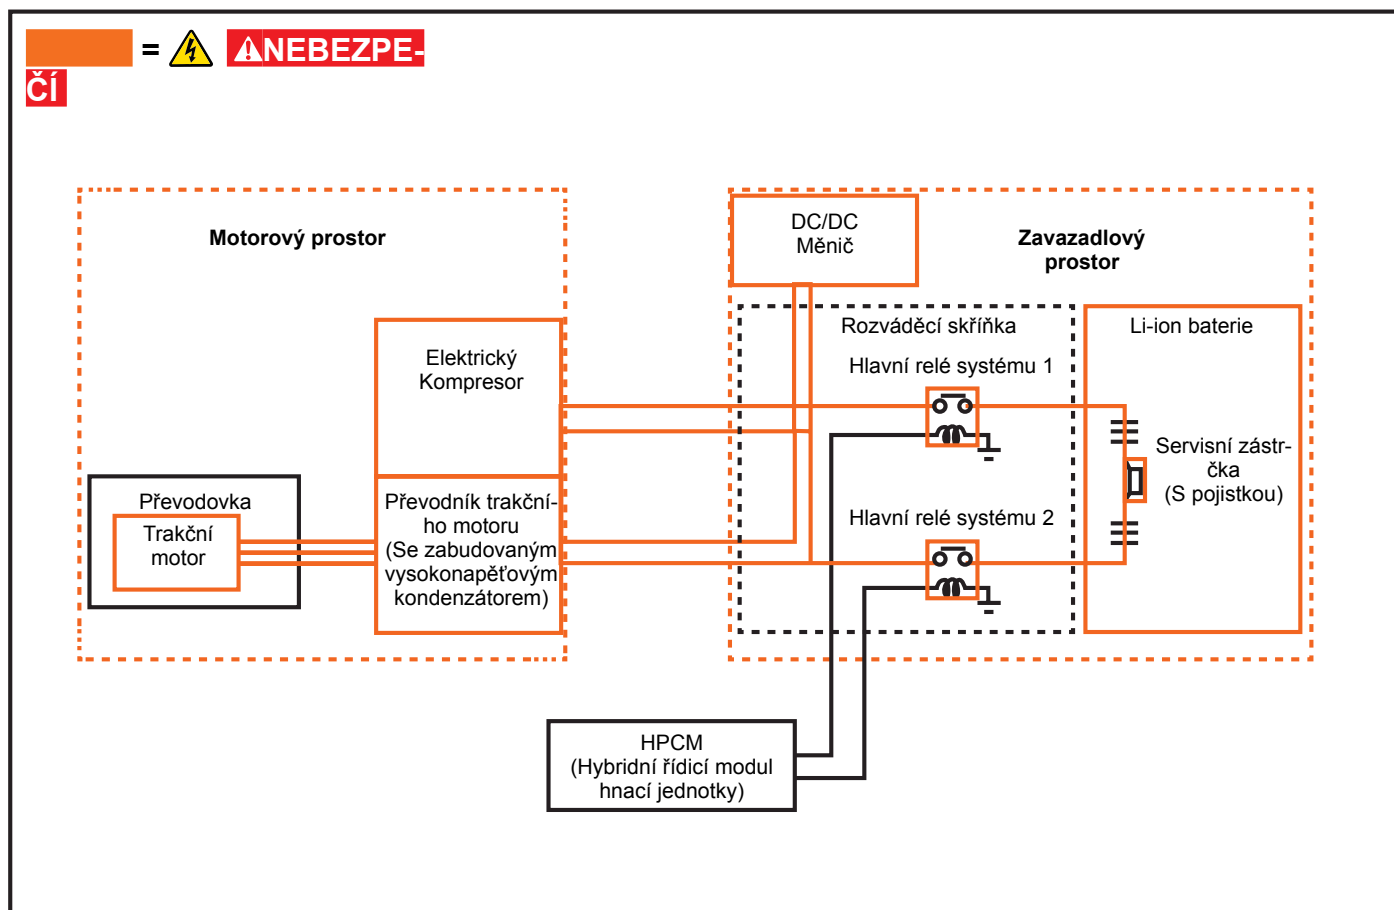 = NEBEZPE-
ČÍ
Motorový prostor
DC/DC
Měnič
Zavazadlový
prostor
Rozváděcí skříňka
Li-ion baterie
Elektrický
Kompresor
Hlavní relé systému 1
Servisní zástr-
čka
(S pojistkou)
Převodovka
Trakční
motor
Převodník trakční-
ho motoru
(Se zabudovaným
vysokonapěťovým
kondenzátorem)
Hlavní relé systému 2
HPCM
(Hybridní řídicí modul
hnací jednotky)